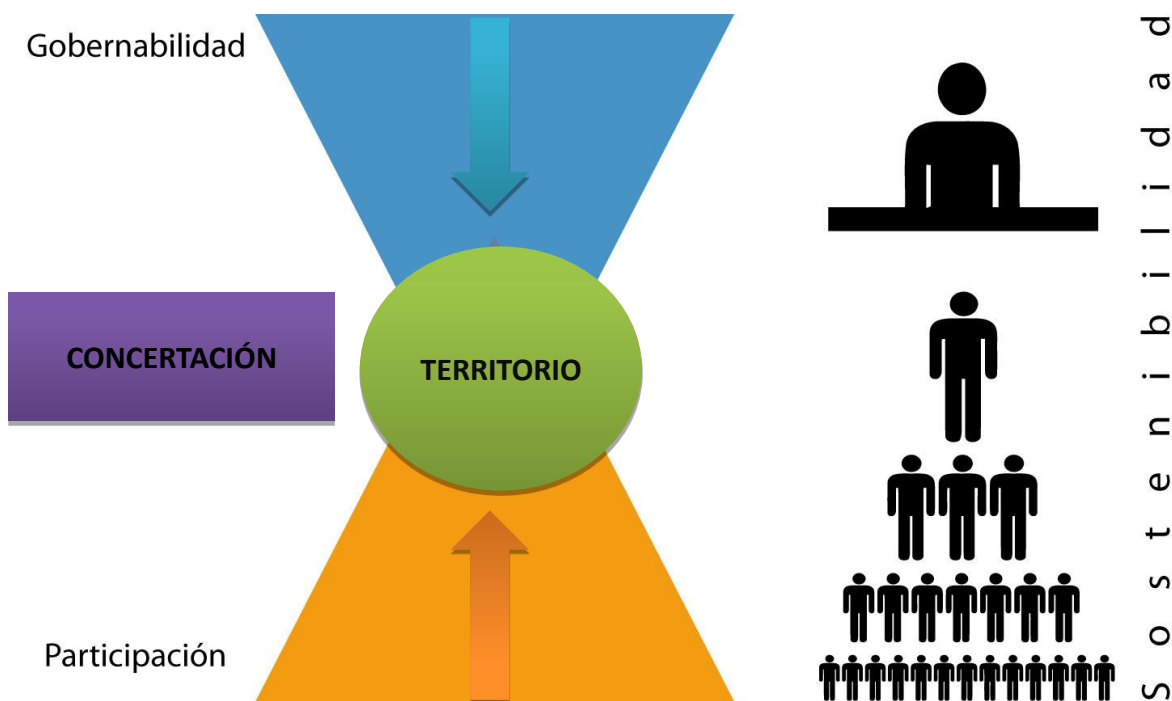 Gobernabilidad
CONCERTACIÓN
TERRITORIO
Participación
Sostenibilidad